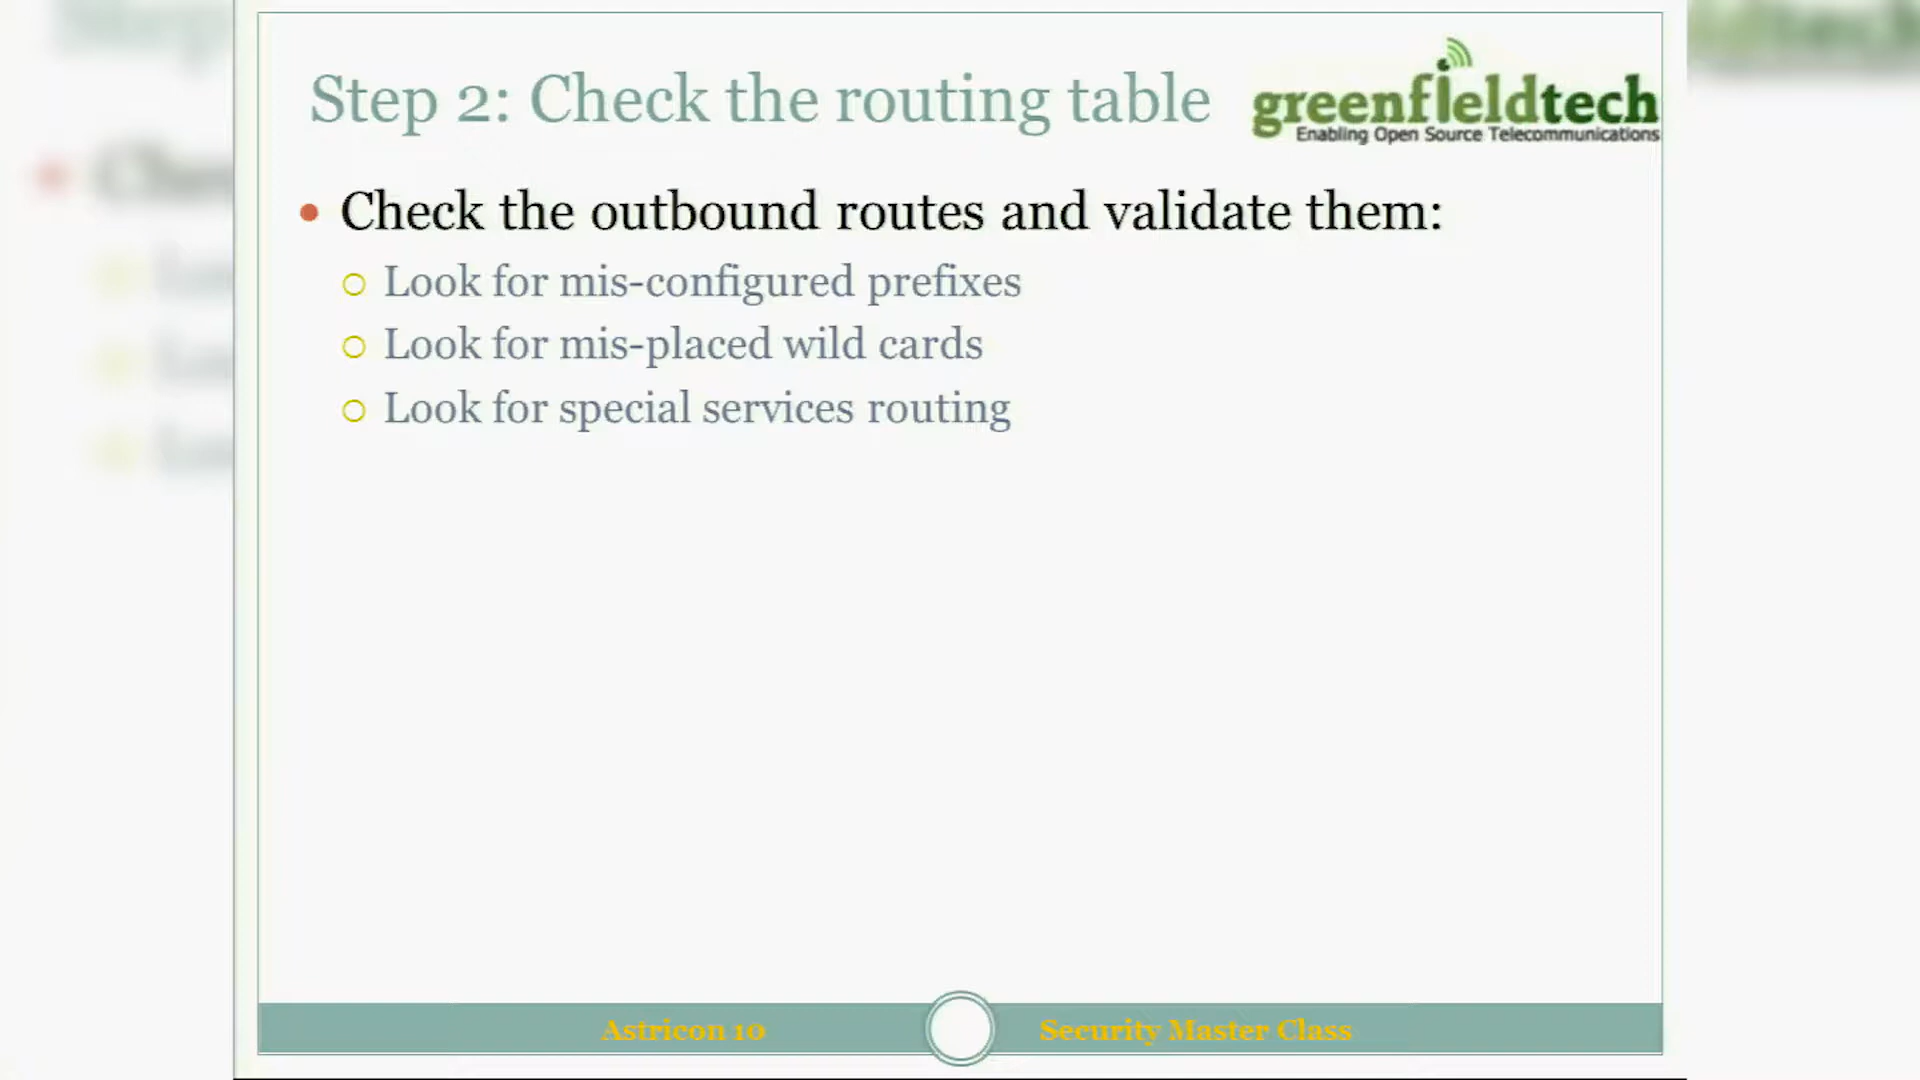 Step 2: Check the routing table
greenfieldtech
Enabling Open Source Telecommunications
Check the outbound routes and validate them:
Look for mis-configured prefixes
Look for mis-placed wild cards
Look for special services routing
Astricon 10
Security Master Class